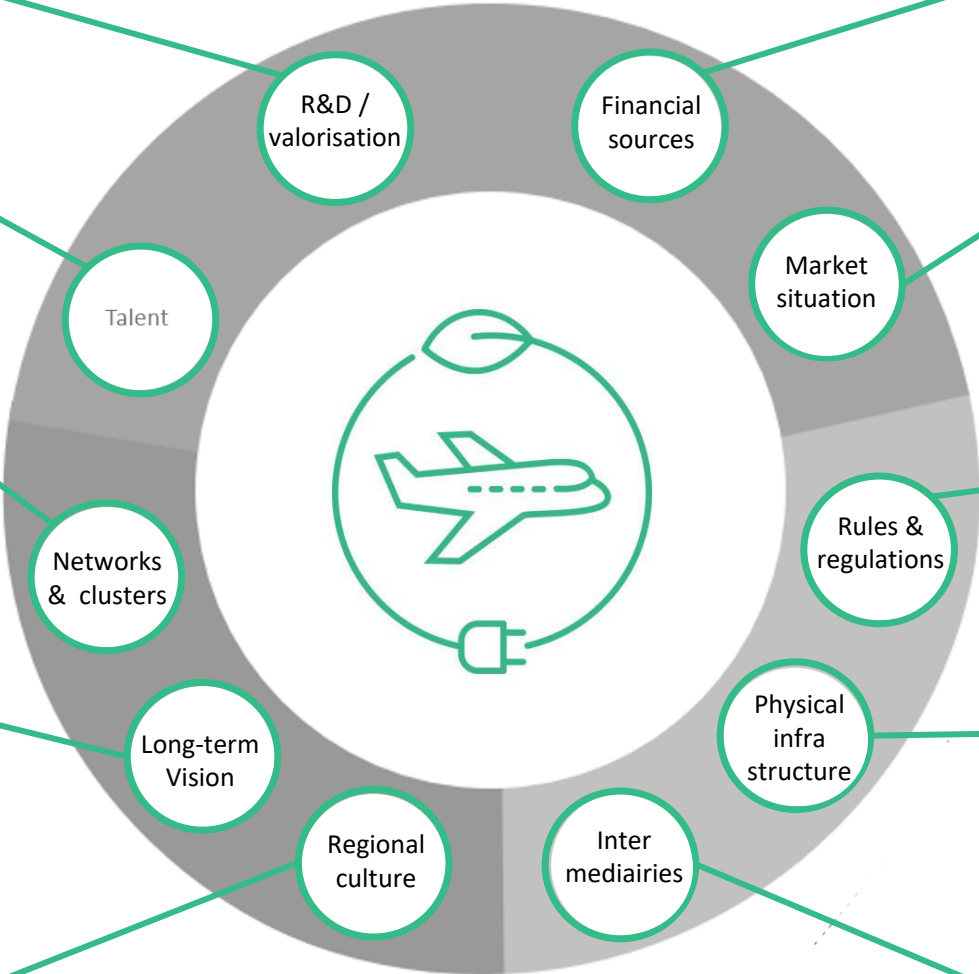 R&D /
valorisation
Financial
sources
Market
situation
Talent
Rules &
regulations
Networks
& clusters
Physical
infra
structure
Long-term
Vision
Inter
mediairies
Regional
culture